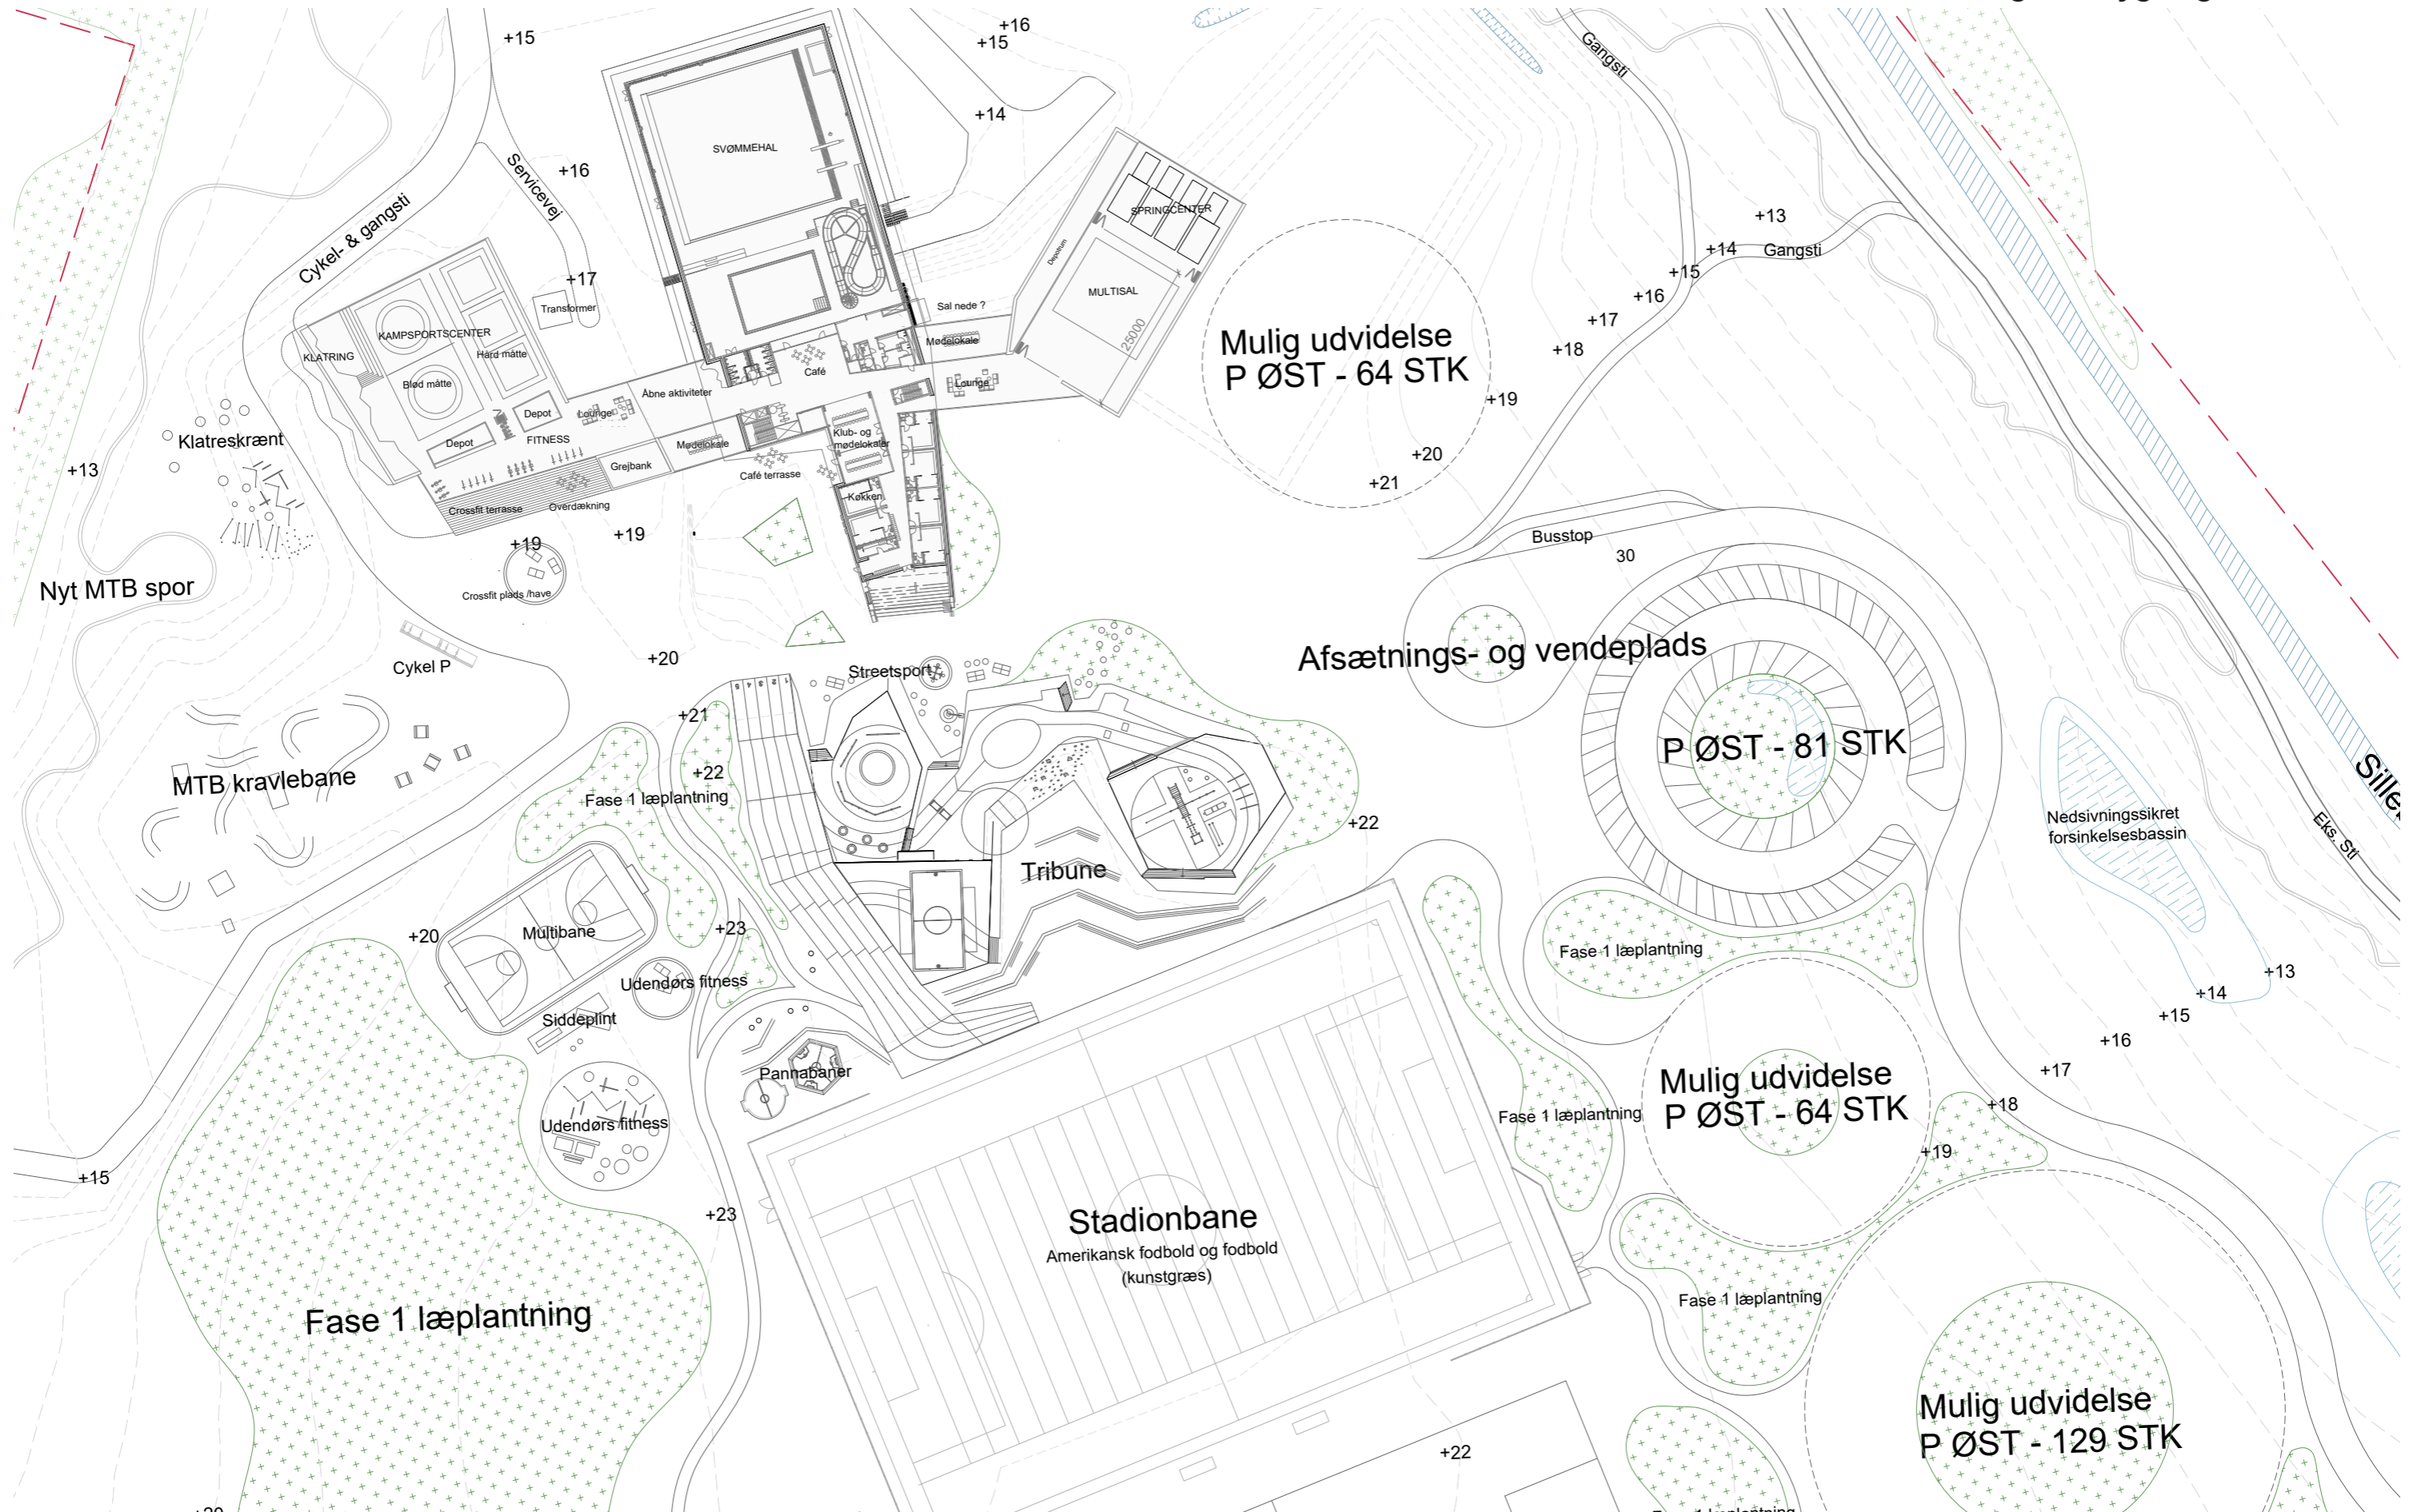 +15
+16
+15
+14
Gangsti
SVØMMEHAL
Servicevej
+16
Cykel- & gangsti
SPRINGCENTER
Depotrum
+13
+14
Gangsti
+15
+17
Transformer
MULTISAL
25000
Sal nede ?
+16
+17
+18
KAMPSPORTSCENTER
KLATRING
Hård måtte
Blød måtte
Mødelokale
Café
Lounge
Åbne aktiviteter
Mulig udvidelse
P ØST - 64 STK
+19
Depot
Lounge
FITNESS
Depot
Mødelokale
Klub- og
mødelokaler
Klatreskrænt
+13
Grejbank
Café terrasse
Køkken
+20
+21
Crossfit terrasse
Overdækning
+19
+19
Busstop
30
Nyt MTB spor
Crossfit plads /have
Cykel P
+20
Streetsport
Afsætnings- og vendeplads
5
4
3
2
1
+21
+22
P ØST - 81 STK
MTB kravlebane
Fase 1 læplantning
+22
Tribune
Nedsivningssikret
forsinkelsesbassin
Eks. Sti
+20
Multibane
+23
Fase 1 læplantning
Udendørs fitness
Siddeplint
+13
+14
+15
+16
+17
Pannabaner
Mulig udvidelse
P ØST - 64 STK
Fase 1 læplantning
+18
Udendørs fitness
+19
+15
+23
Stadionbane
Amerikansk fodbold og fodbold
(kunstgræs)
Fase 1 læplantning
Fase 1 læplantning
Mulig udvidelse
P ØST - 129 STK
+22